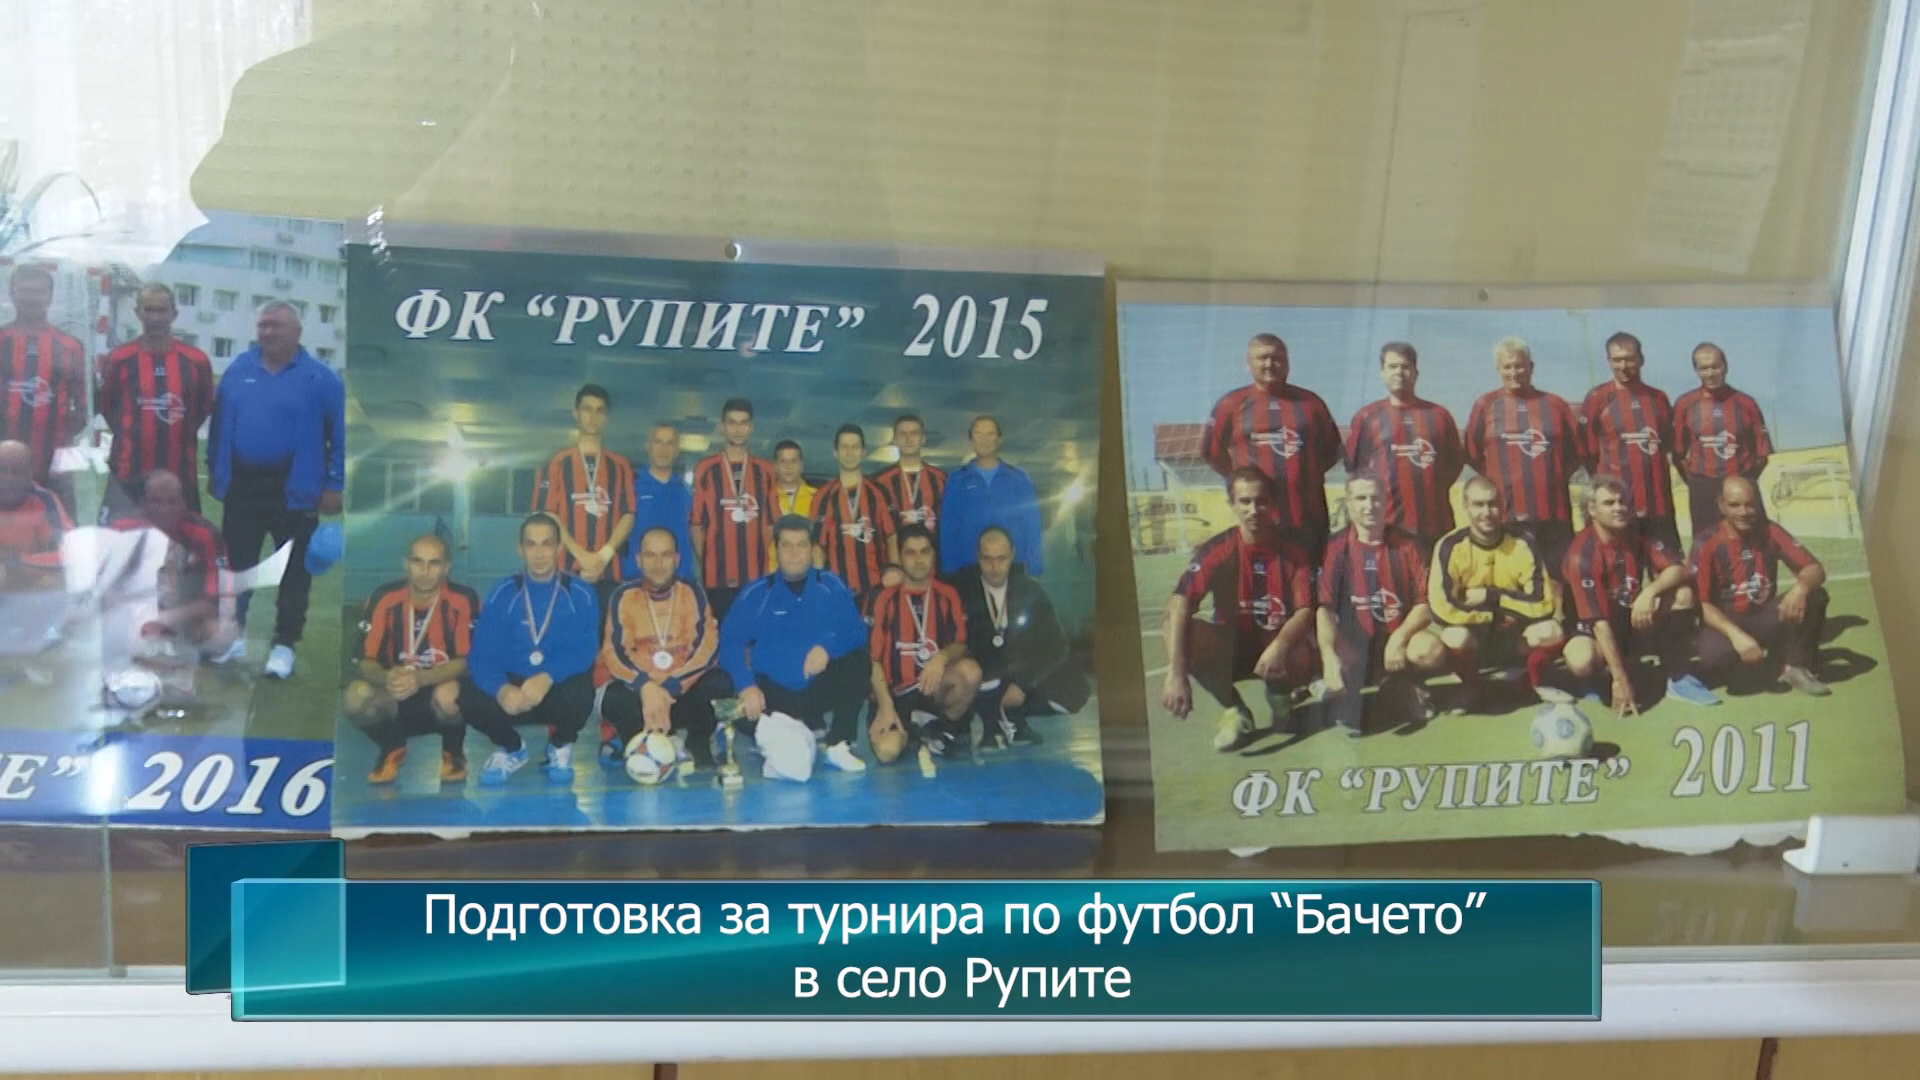 ФК “РУПИТЕ” 2015
Е” 2016
ФК “РУПИТЕ” 2011
Подготовка за турнира по футбол “Бачето”
в село Рупите